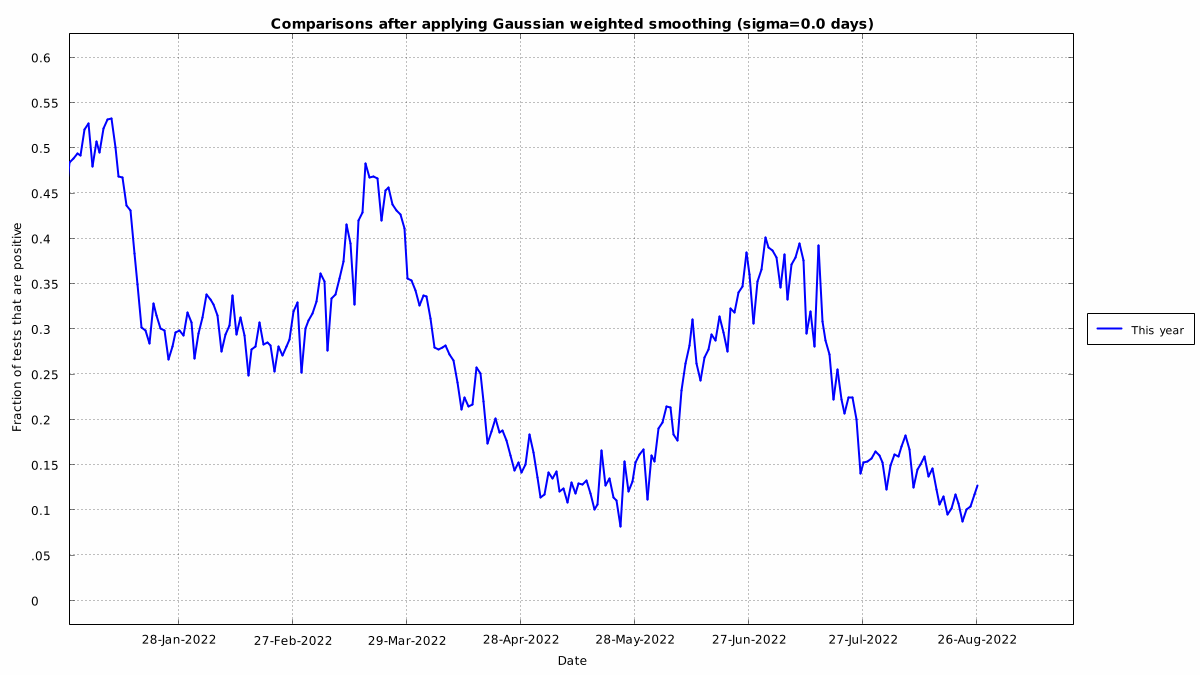 Comparisons after applying Gaussian weighted smoothing (sigma=0.0 days)
0.6
0.55
0.5
0.45
0.4
0.35
0.3
0.25
0.2
0.15
0.1
.05
0
Fraction of tests that are positive
This year
28-Jan-2022 27-Feb-2022 29-Mar-2022 28-Apr-2022 28-May-2022 27-Jun-2022 27-Jul-2022 26-Aug-2022
Date